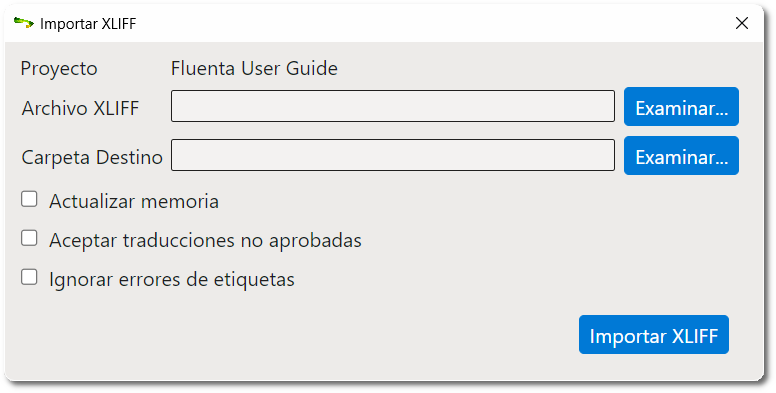 Importar XLIFF
Proyecto Fluenta User Guide
Archivo XLIFF Examinar...
Carpeta Destino Examinar...
Actualizar memoria
Aceptar traducciones no aprobadas
Ignorar errores de etiquetas
Importar XLIFF